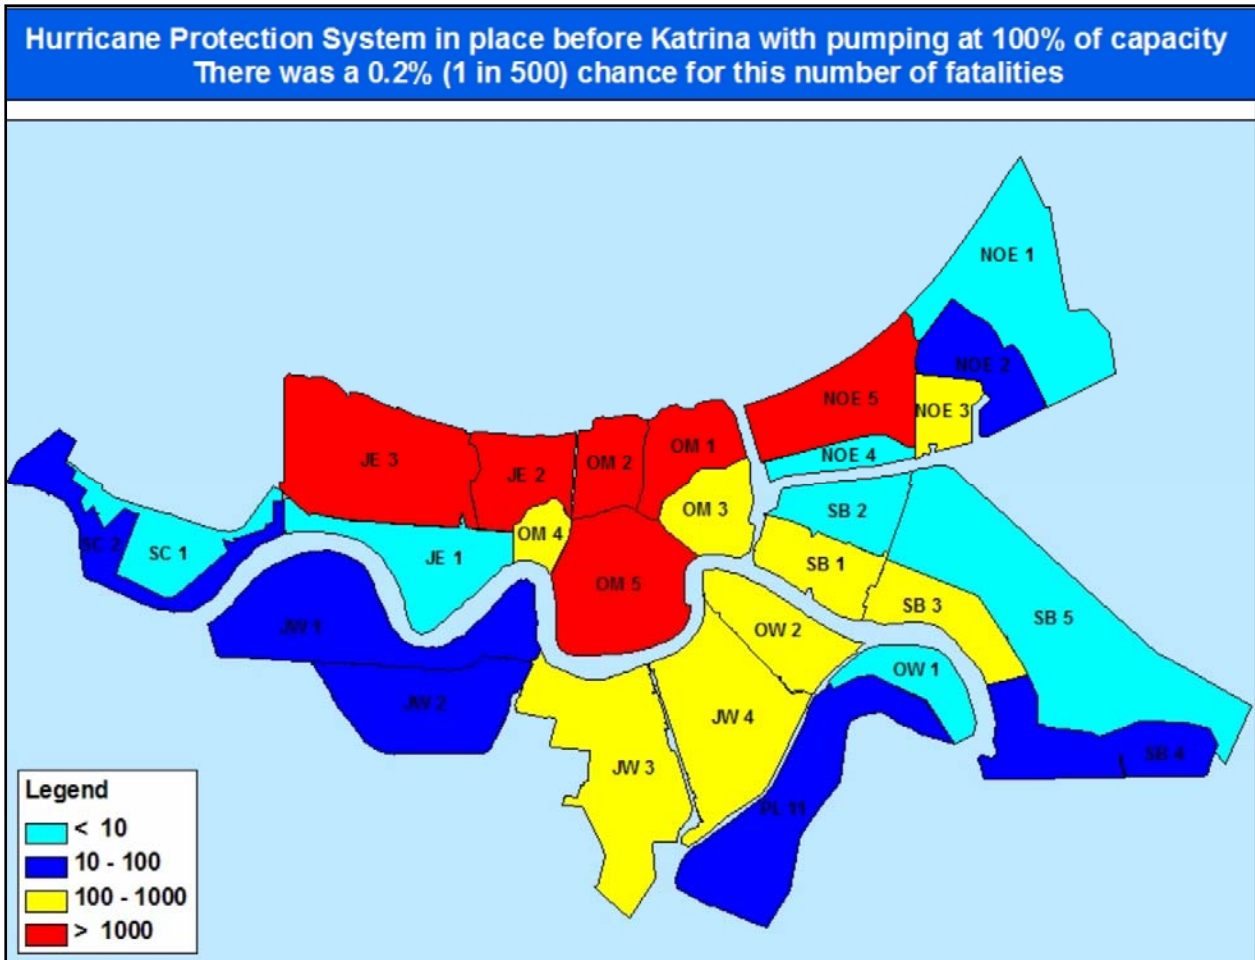 Hurricane Protection System in place before Katrina with pumping at 100% of capacity
There was a 0.2% (1 in 500) chance for this number of fatalities
NOE 1
NOE 2
NOE 5
NOE 3
OM 1
NOE 4
JE 3
OM 2
JE 2
OM 3
SB 2
OM 4
SC 2
SC 1
JE 1
SB 1
OM 5
SB 3
SB 5
JW 1
OW 2
OW 1
JW 2
JW 4
SB 4
JW 3
PL 11
Legend
< 10
10 - 100
100 - 1000
> 1000